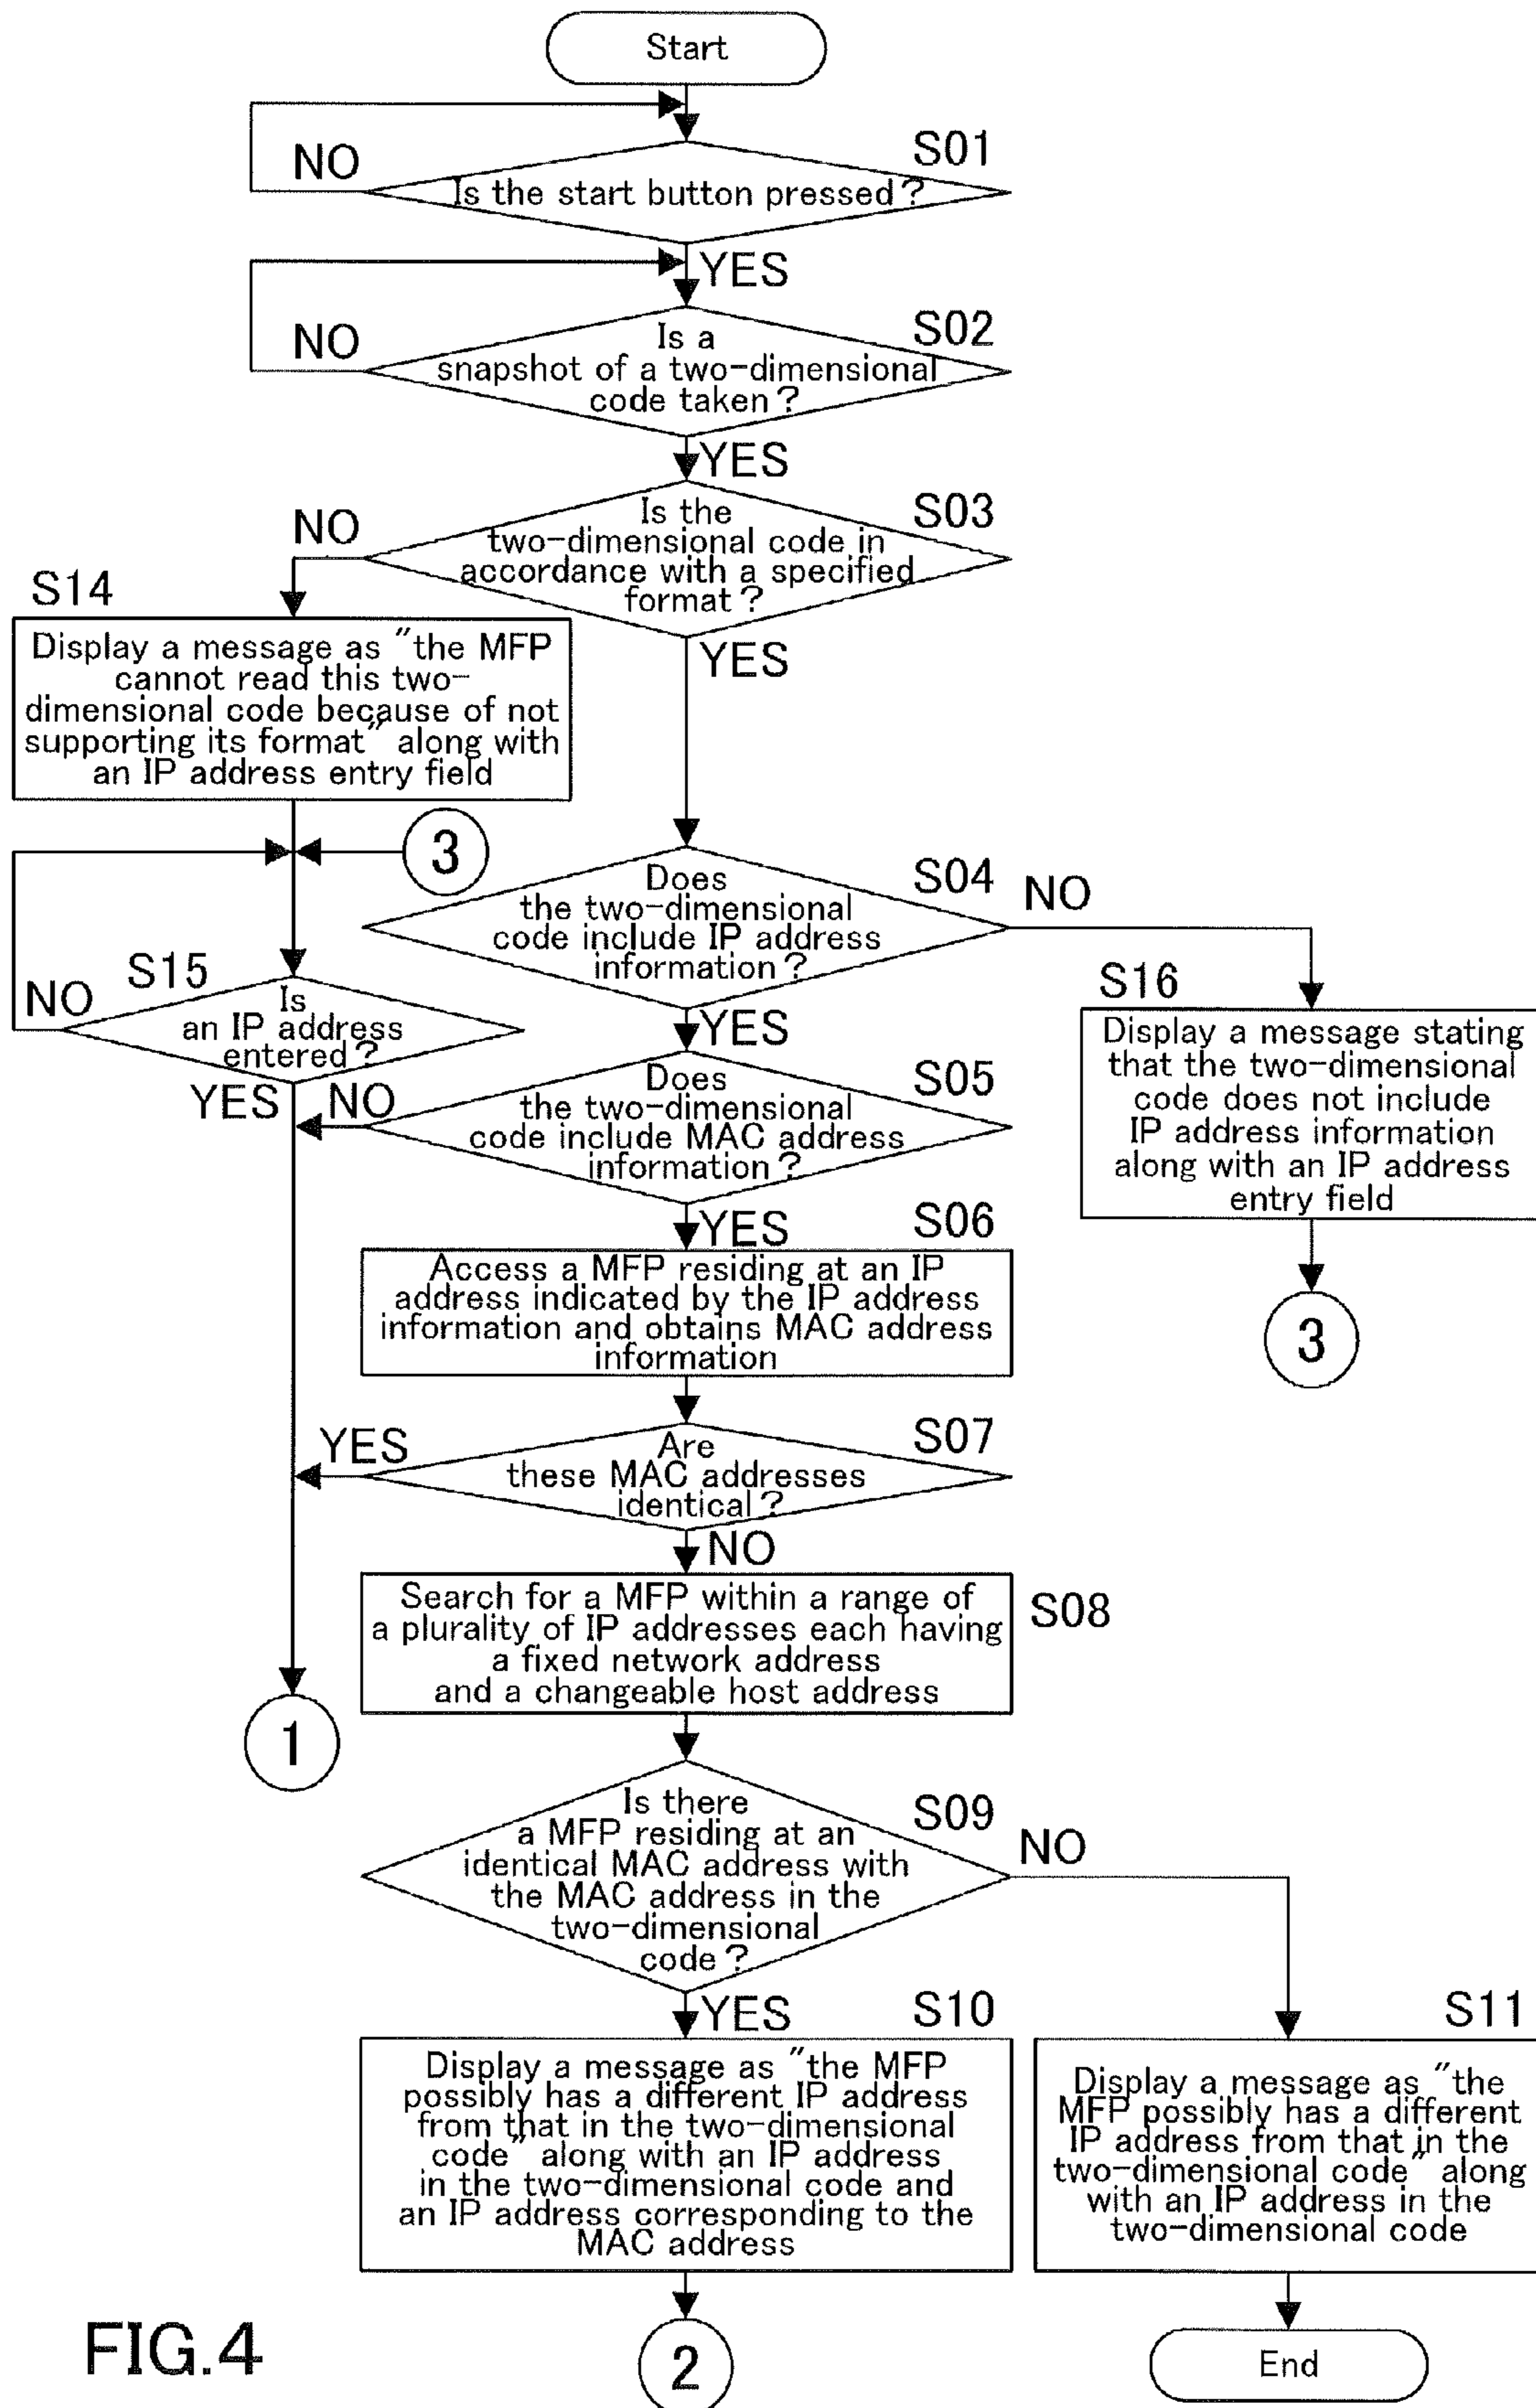 Start
NO
S01
Is the start button pressed?
YES
NO
S02
Is a
snapshot of a two-dimensional
code taken?
YES
NO
S03
Is the
two-dimensional code in
accordance with a specified
format?
YES
S14
Display a message as "the MFP
cannot read this two-
dimensional code because of not
supporting its format" along with
an IP address entry field
3
S04
NO
Does
the two-dimensional
code include IP address
information?
YES
S15
NO
Is
an IP address
entered?
YES
S16
Display a message stating
that the two-dimensional
code does not include
IP address information
along with an IP address
entry field
3
S05
NO
Does
the two-dimensional
code include MAC address
information?
YES
S06
Access a MFP residing at an IP
address indicated by the IP address
information and obtains MAC address
information
YES
S07
Are
these MAC addresses
identical?
NO
Search for a MFP within a range of
a plurality of IP addresses each having
a fixed network address
and a changeable host address
S08
1
S09
NO
Is there
a MFP residing at an
identical MAC address with
the MAC address in the
two-dimensional
code?
YES
S10
Display a message as "the MFP
possibly has a different IP address
from that in the two-dimensional
code" along with an IP address
in the two-dimensional code and
an IP address corresponding to the
MAC address
S11
Display a message as "the
MFP possibly has a different
IP address from that in the
two-dimensional code" along
with an IP address in the
two-dimensional code
2
End
FIG.4